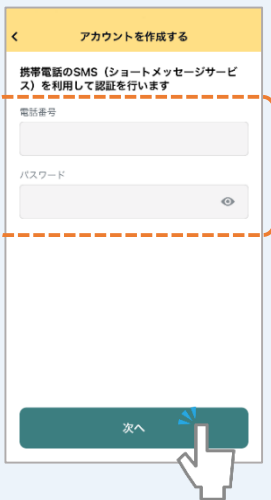 アカウントを作成する
携帯電話のSMS（ショートメッセージサービ
ス）を利用して認証を行います
電話番号
パスワード
次へ